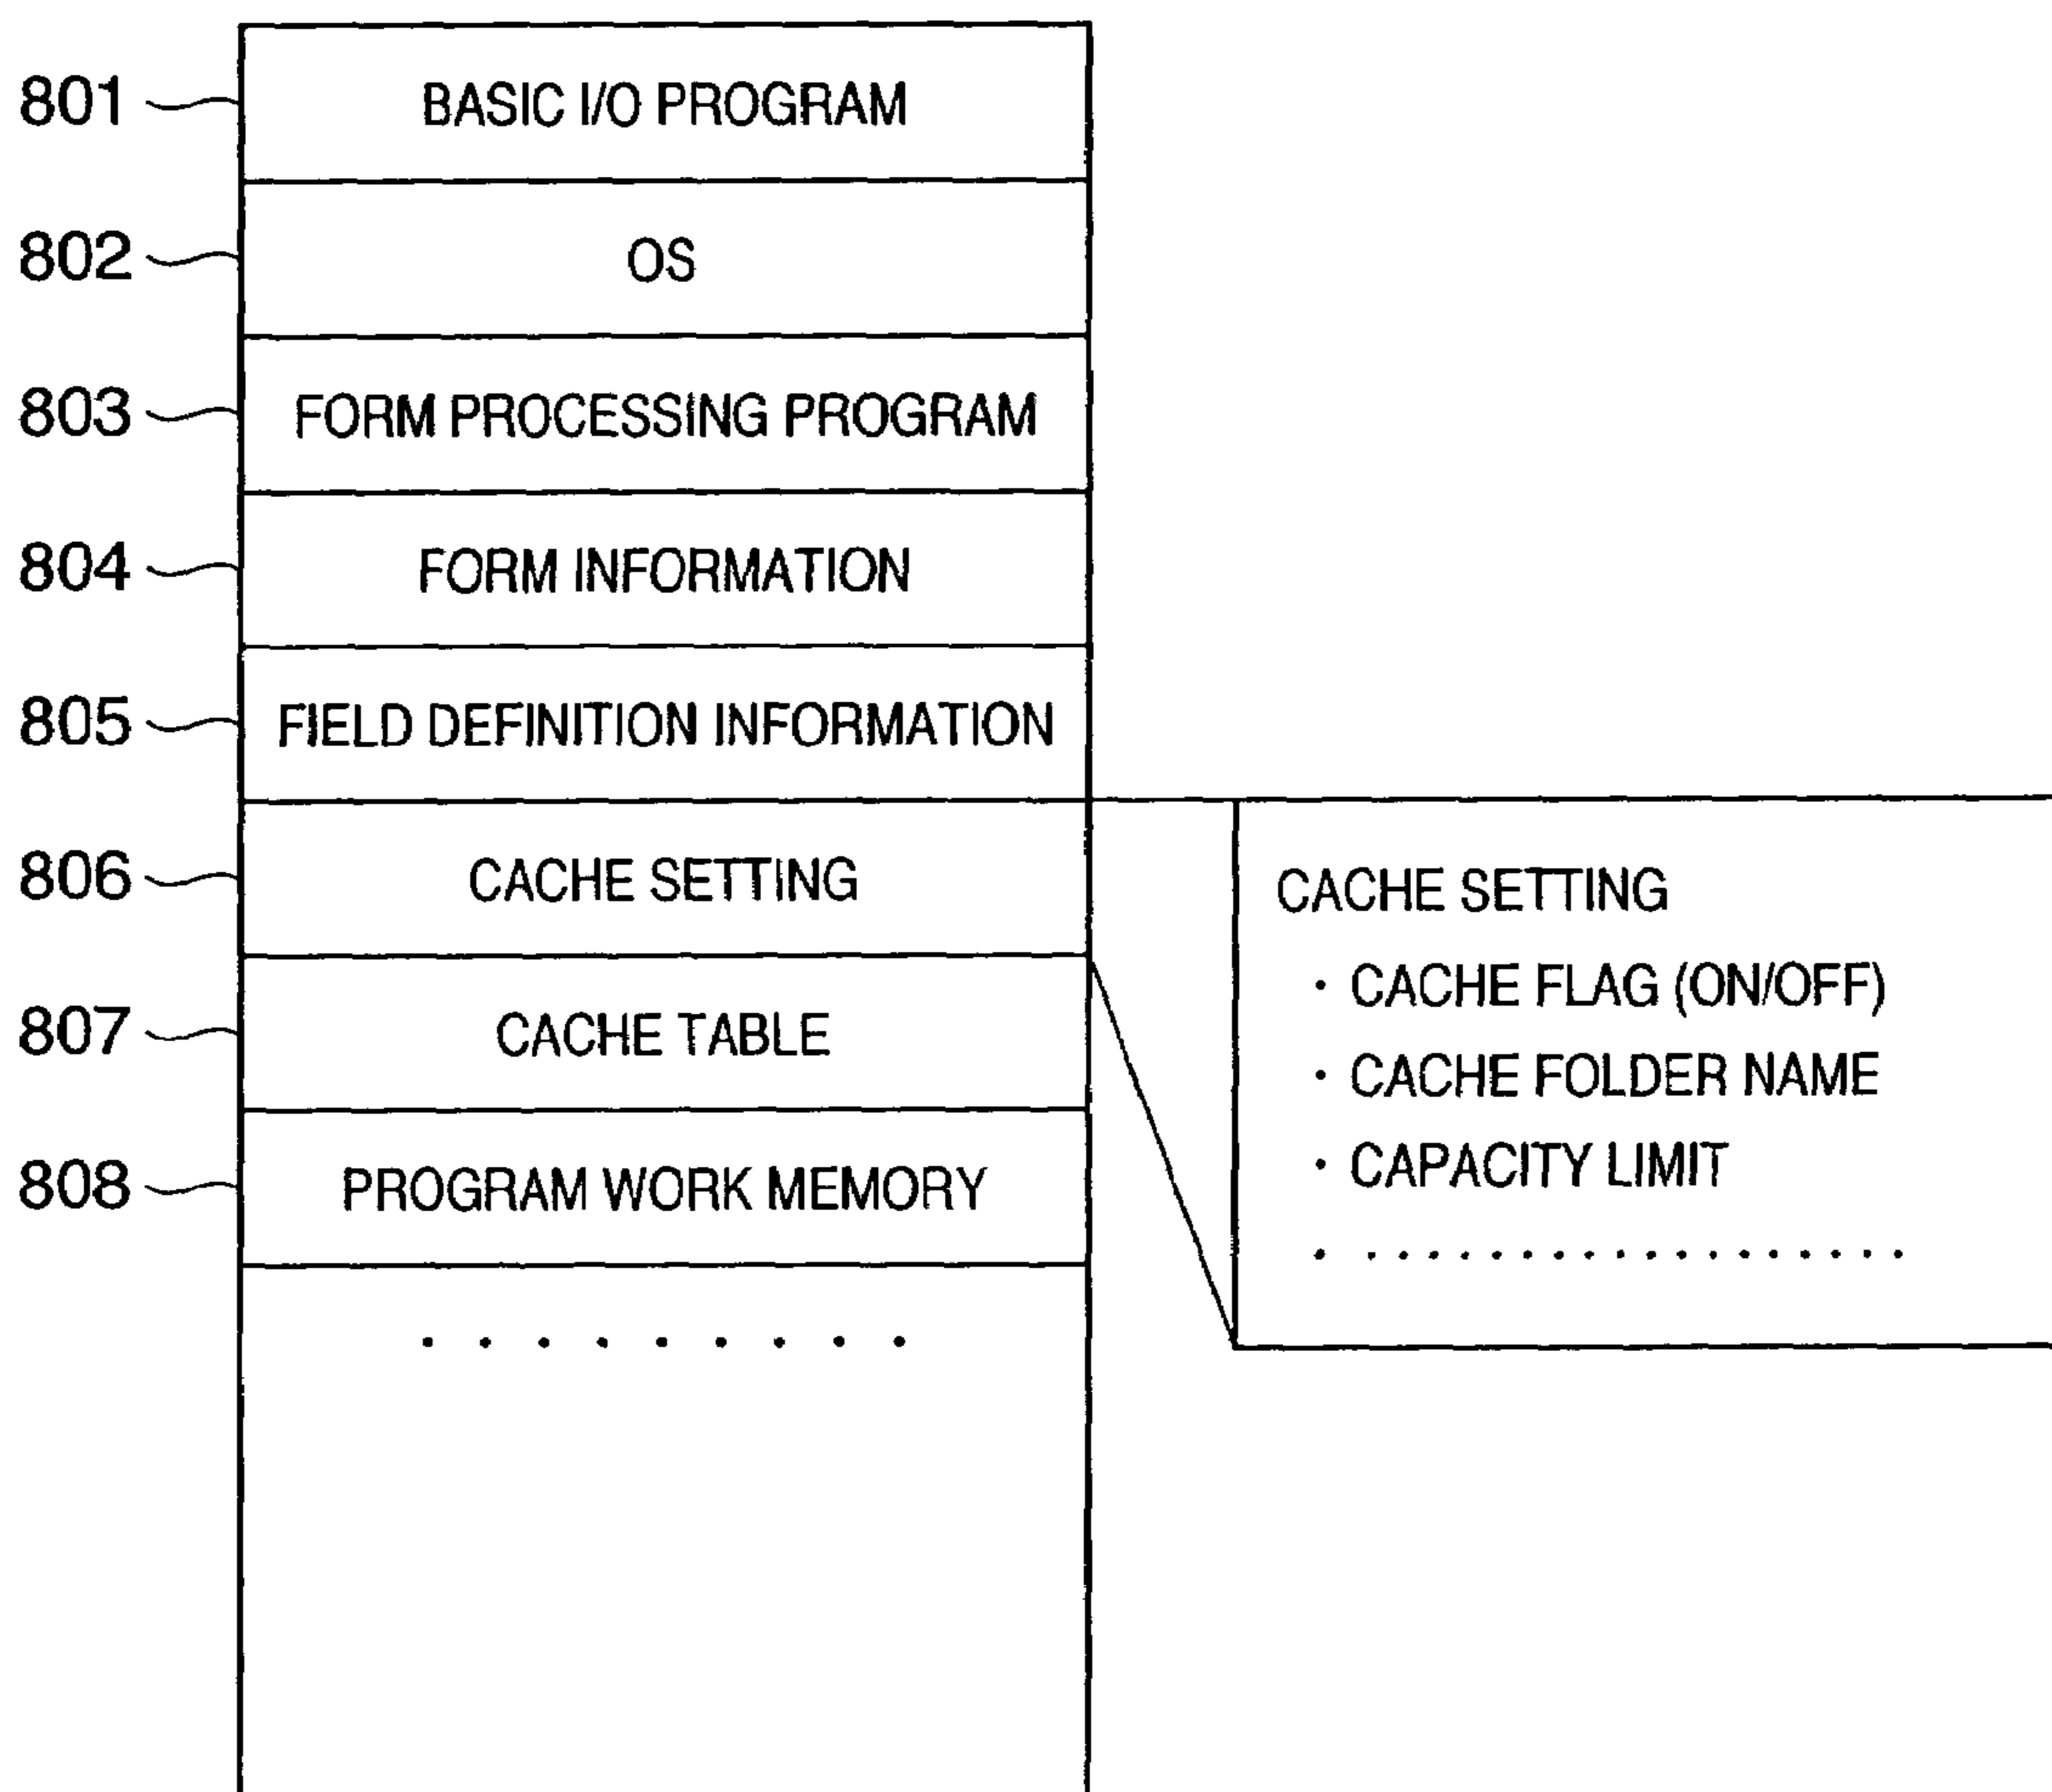 801 BASIC I/O PROGRAM
802 OS
803 FORM PROCESSING PROGRAM
804 FORM INFORMATION
805 FIELD DEFINITION INFORMATION
806 CACHE SETTING
807 CACHE TABLE
808 PROGRAM WORK MEMORY
. . . . . . . . .
CACHE SETTING
· CACHE FLAG (ON/OFF)
· CACHE FOLDER NAME
· CAPACITY LIMIT
· ..................